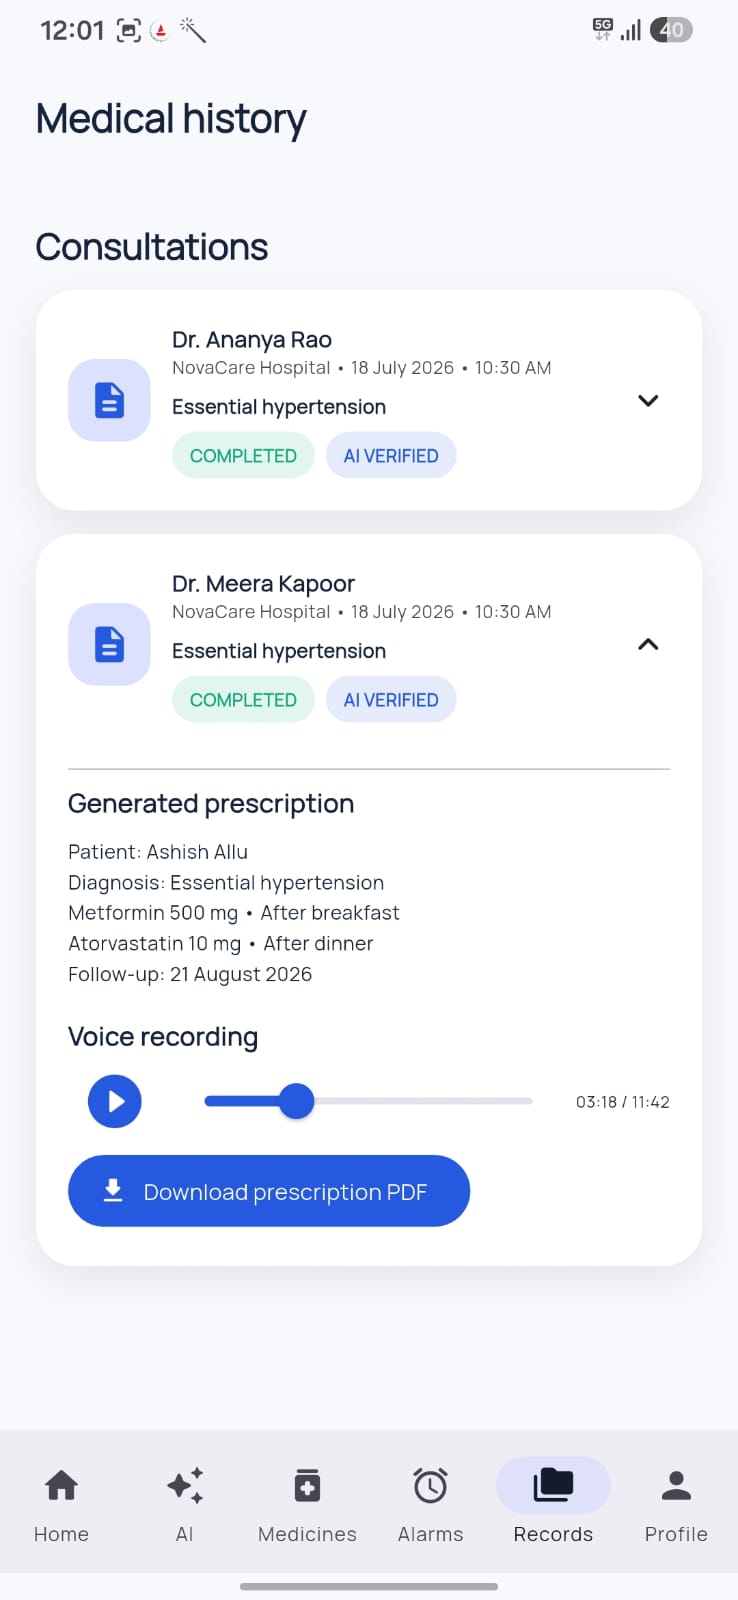 12:01 5G 40
Medical history
Consultations
Dr. Ananya Rao
NovaCare Hospital • 18 July 2026 • 10:30 AM
Essential hypertension
COMPLETED AI VERIFIED
Dr. Meera Kapoor
NovaCare Hospital • 18 July 2026 • 10:30 AM
Essential hypertension
COMPLETED AI VERIFIED
Generated prescription
Patient: Ashish Allu
Diagnosis: Essential hypertension
Metformin 500 mg • After breakfast
Atorvastatin 10 mg • After dinner
Follow-up: 21 August 2026
Voice recording
03:18 / 11:42
Download prescription PDF
Home AI Medicines Alarms Records Profile